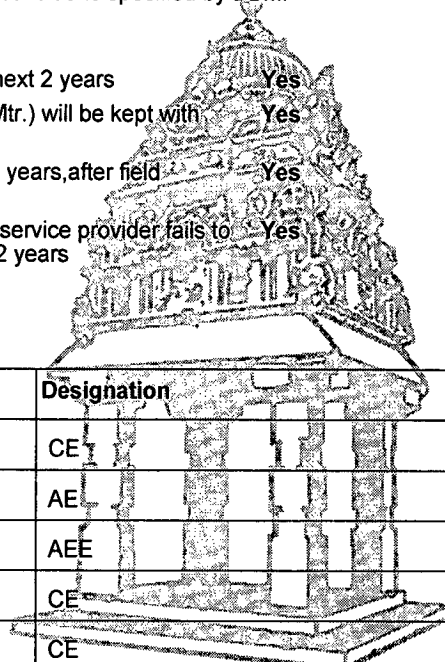 next 2 years Yes
Mtr.) will be kept with Yes
years,after field Yes
service provider fails to Yes
2 years
Designation
CE
AE
AEE
CE
CE